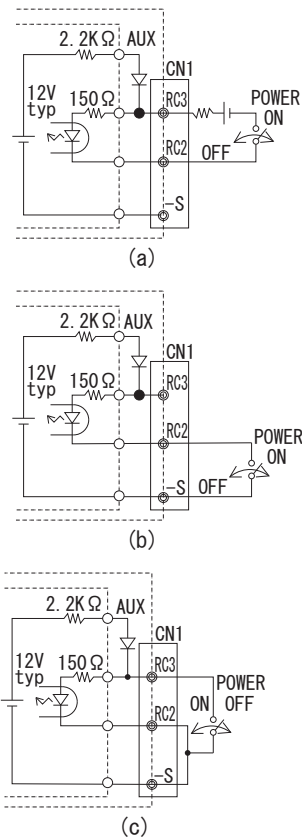 2.2KΩ AUX
CN1
12V
typ
150Ω
RC3
POWER
ON
RC2
OFF
-S
(a)
2.2KΩ AUX
CN1
12V
typ
150Ω
RC3
RC2
POWER
ON
-S OFF
(b)
2.2KΩ AUX
CN1
12V
typ
150Ω
RC3
POWER
ON OFF
RC2
-S
(c)